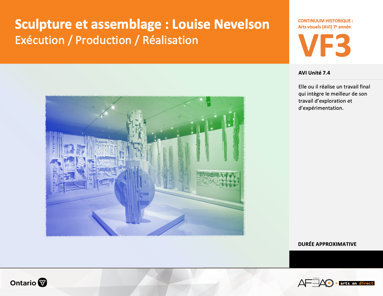 Sculpture et assemblage : Louise Nevelson
Exécution / Production / Réalisation
CONTINUUM HISTORIQUE :
Arts visuels (AVI) 7e année
VF3
AVI Unité 7.4
Elle ou il réalise un travail final
qui intègre le meilleur de son
travail d'exploration et
d'expérimentation.
DURÉE APPROXIMATIVE
Ontario
AFEAO
arts en direct